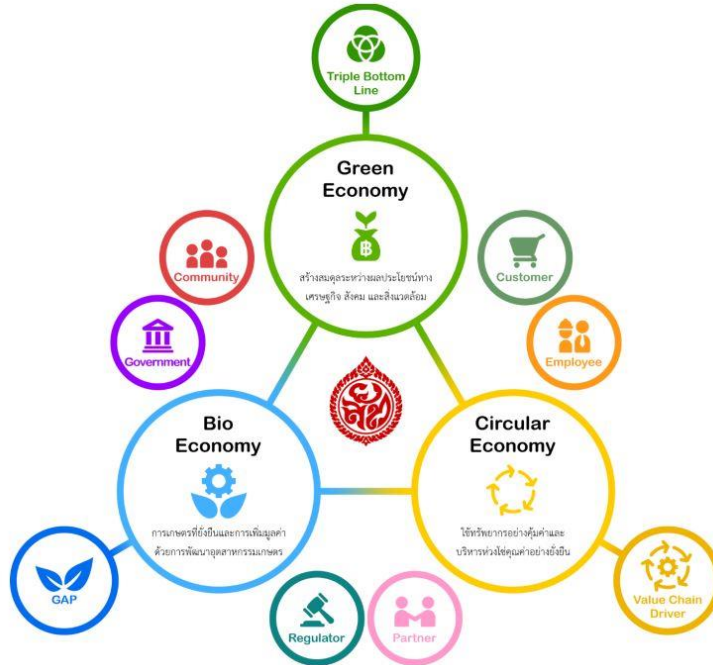 Triple Bottom
Line
Green
Economy
฿
สร้างสมดุลระหว่างผลประโยชน์ทาง
เศรษฐกิจ สังคม และสิ่งแวดล้อม
Community
Customer
Government
Employee
Bio
Economy
การเกษตรที่ยั่งยืนและการเพิ่มมูลค่า
ด้วยการพัฒนาอุตสาหกรรมเกษตร
Circular
Economy
ใช้ทรัพยากรอย่างคุ้มค่าและ
บริหารห่วงโซ่คุณค่าอย่างยั่งยืน
GAP
Regulator
Partner
Value Chain
Driver